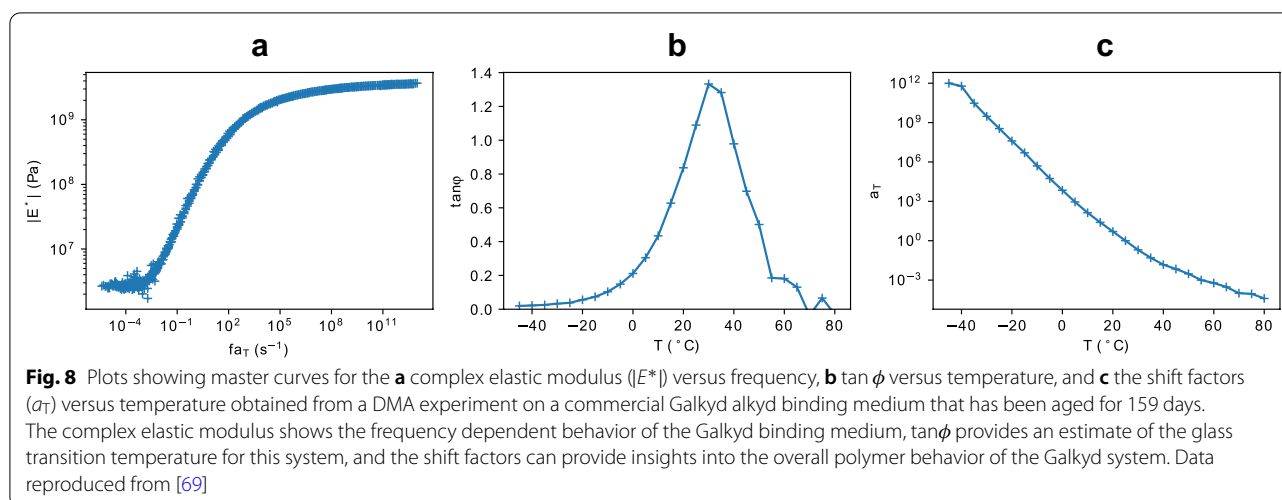 a
b
c
10⁹
10⁸
10⁷
|E*| (Pa)
10⁻⁴
10⁻¹
10²
10⁵
10⁸
10¹¹
fa_T (s⁻¹)
1.4
1.2
1.0
0.8
0.6
0.4
0.2
0.0
tanφ
−40
−20
0
20
40
60
80
T (°C)
10¹²
10⁹
10⁶
10³
10⁰
10⁻³
a_T
−40
−20
0
20
40
60
80
T (°C)
Fig. 8 Plots showing master curves for the a complex elastic modulus (|E*|) versus frequency, b tan ϕ versus temperature, and c the shift factors
(a_T) versus temperature obtained from a DMA experiment on a commercial Galkyd alkyd binding medium that has been aged for 159 days.
The complex elastic modulus shows the frequency dependent behavior of the Galkyd binding medium, tanϕ provides an estimate of the glass
transition temperature for this system, and the shift factors can provide insights into the overall polymer behavior of the Galkyd system. Data
reproduced from [69]